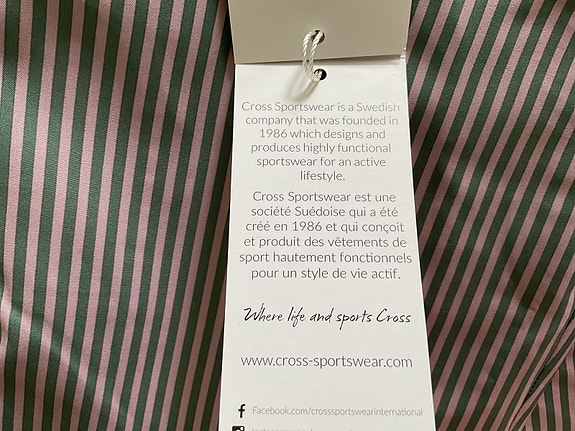 Cross Sportswear is a Swedish
company that was founded in
1986 which designs and
produces highly functional
sportswear for an active
lifestyle.
Cross Sportswear est une
société Suédoise qui a été
créé en 1986 et qui conçoit
et produit des vêtements de
sport hautement fonctionnels
pour un style de vie actif.
Where life and sports Cross
www.cross-sportswear.com
Facebook.com/crosssportswearinternational